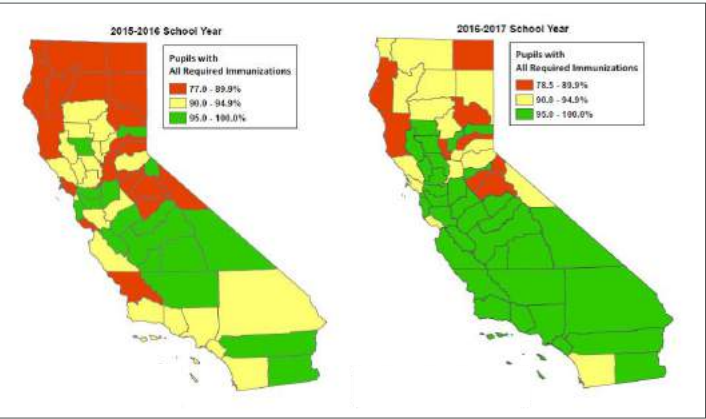 2015-2016 School Year
Pupils with
All Required Immunizations
77.0 - 89.9%
90.0 - 94.9%
95.0 - 100.0%
2016-2017 School Year
Pupils with
All Required Immunizations
78.5 - 89.9%
90.0 - 94.9%
95.0 - 100.0%